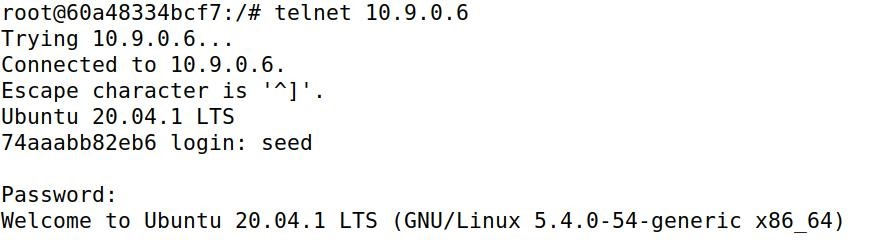 root@60a48334bcf7:/# telnet 10.9.0.6
Trying 10.9.0.6...
Connected to 10.9.0.6.
Escape character is '^]'.
Ubuntu 20.04.1 LTS
74aaabb82eb6 login: seed
Password:
Welcome to Ubuntu 20.04.1 LTS (GNU/Linux 5.4.0-54-generic x86_64)